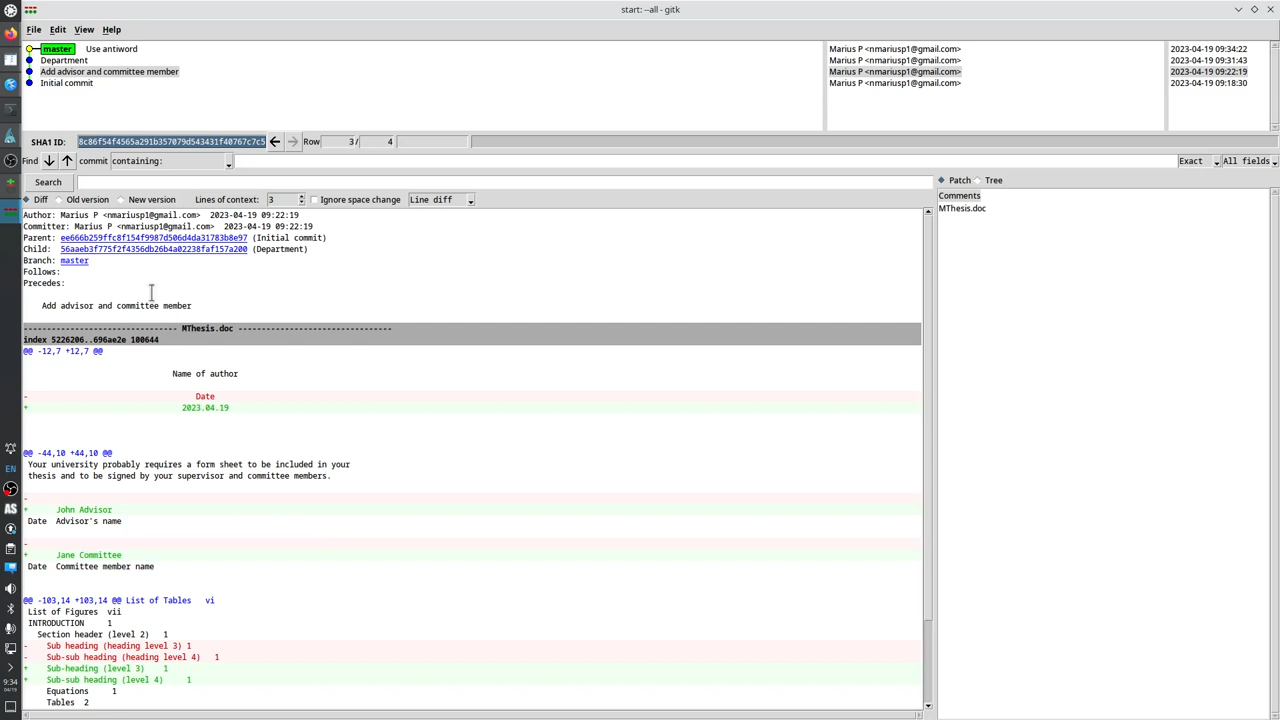 start: --all - gitk
File Edit View Help
master Use antiword Marius P <nmariusp1@gmail.com> 2023-04-19 09:34:22
Department Marius P <nmariusp1@gmail.com> 2023-04-19 09:31:43
Add advisor and committee member Marius P <nmariusp1@gmail.com> 2023-04-19 09:22:19
Initial commit Marius P <nmariusp1@gmail.com> 2023-04-19 09:18:30
SHA1 ID: 8c86f54f4565a291b357079d543431f40767c7c5 Row 3 / 4
Find commit containing: Exact All fields
Search
Diff Old version New version Lines of context: 3 Ignore space change Line diff
Patch Tree
Comments
MThesis.doc
Author: Marius P <nmariusp1@gmail.com> 2023-04-19 09:22:19
Committer: Marius P <nmariusp1@gmail.com> 2023-04-19 09:22:19
Parent: ee666b259ffc8f154f9987d506d4da31783b8e97 (Initial commit)
Child: 56aaeb3f775f2f4356db26b4a02238faf157a200 (Department)
Branch: master
Follows:
Precedes:
Add advisor and committee member
-------------------------------- MThesis.doc --------------------------------
index 5226206..696ae2e 100644
@@ -12,7 +12,7 @@
Name of author
- Date
+ 2023.04.19
@@ -44,10 +44,10 @@
Your university probably requires a form sheet to be included in your
thesis and to be signed by your supervisor and committee members.
-
+ John Advisor
Date Advisor's name
-
+ Jane Committee
Date Committee member name
@@ -103,14 +103,14 @@ List of Tables vi
List of Figures vii
INTRODUCTION 1
Section header (level 2) 1
- Sub heading (heading level 3) 1
- Sub-sub heading (heading level 4) 1
+ Sub-heading (level 3) 1
+ Sub-sub heading (level 4) 1
Equations 1
Tables 2
EN
AS
9:34
04/19